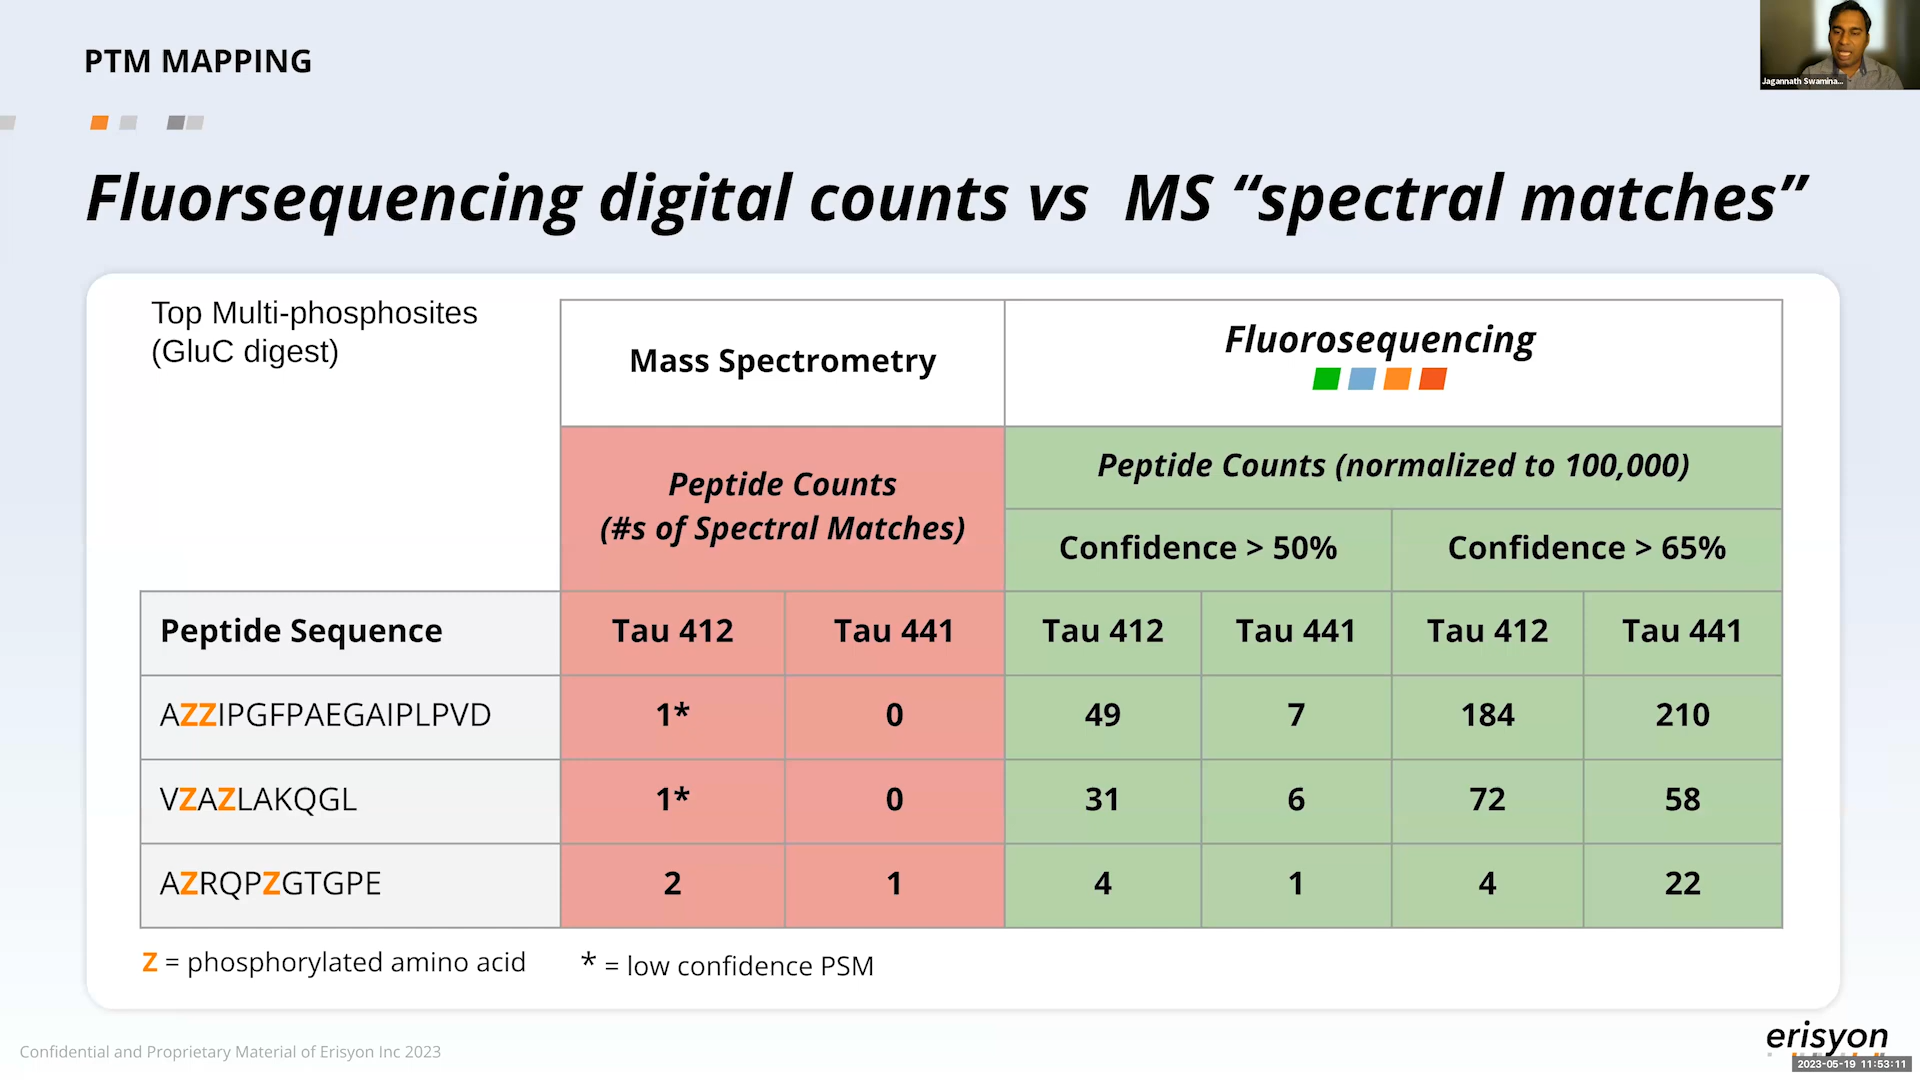 PTM MAPPING
Jagannath Swamina...
Fluorsequencing digital counts vs MS “spectral matches”
Top Multi-phosphosites
(GluC digest)
Mass Spectrometry
Fluorosequencing
Peptide Counts
(#s of Spectral Matches)
Peptide Counts (normalized to 100,000)
Confidence > 50% Confidence > 65%
Peptide Sequence Tau 412 Tau 441 Tau 412 Tau 441 Tau 412 Tau 441
AZZIPGFPAEGAIPLPVD 1* 0 49 7 184 210
VZAZLAKQGL 1* 0 31 6 72 58
AZRQPZGTGPE 2 1 4 1 4 22
Z = phosphorylated amino acid * = low confidence PSM
Confidential and Proprietary Material of Erisyon Inc 2023
erisyon
2023-05-19 11:53:11